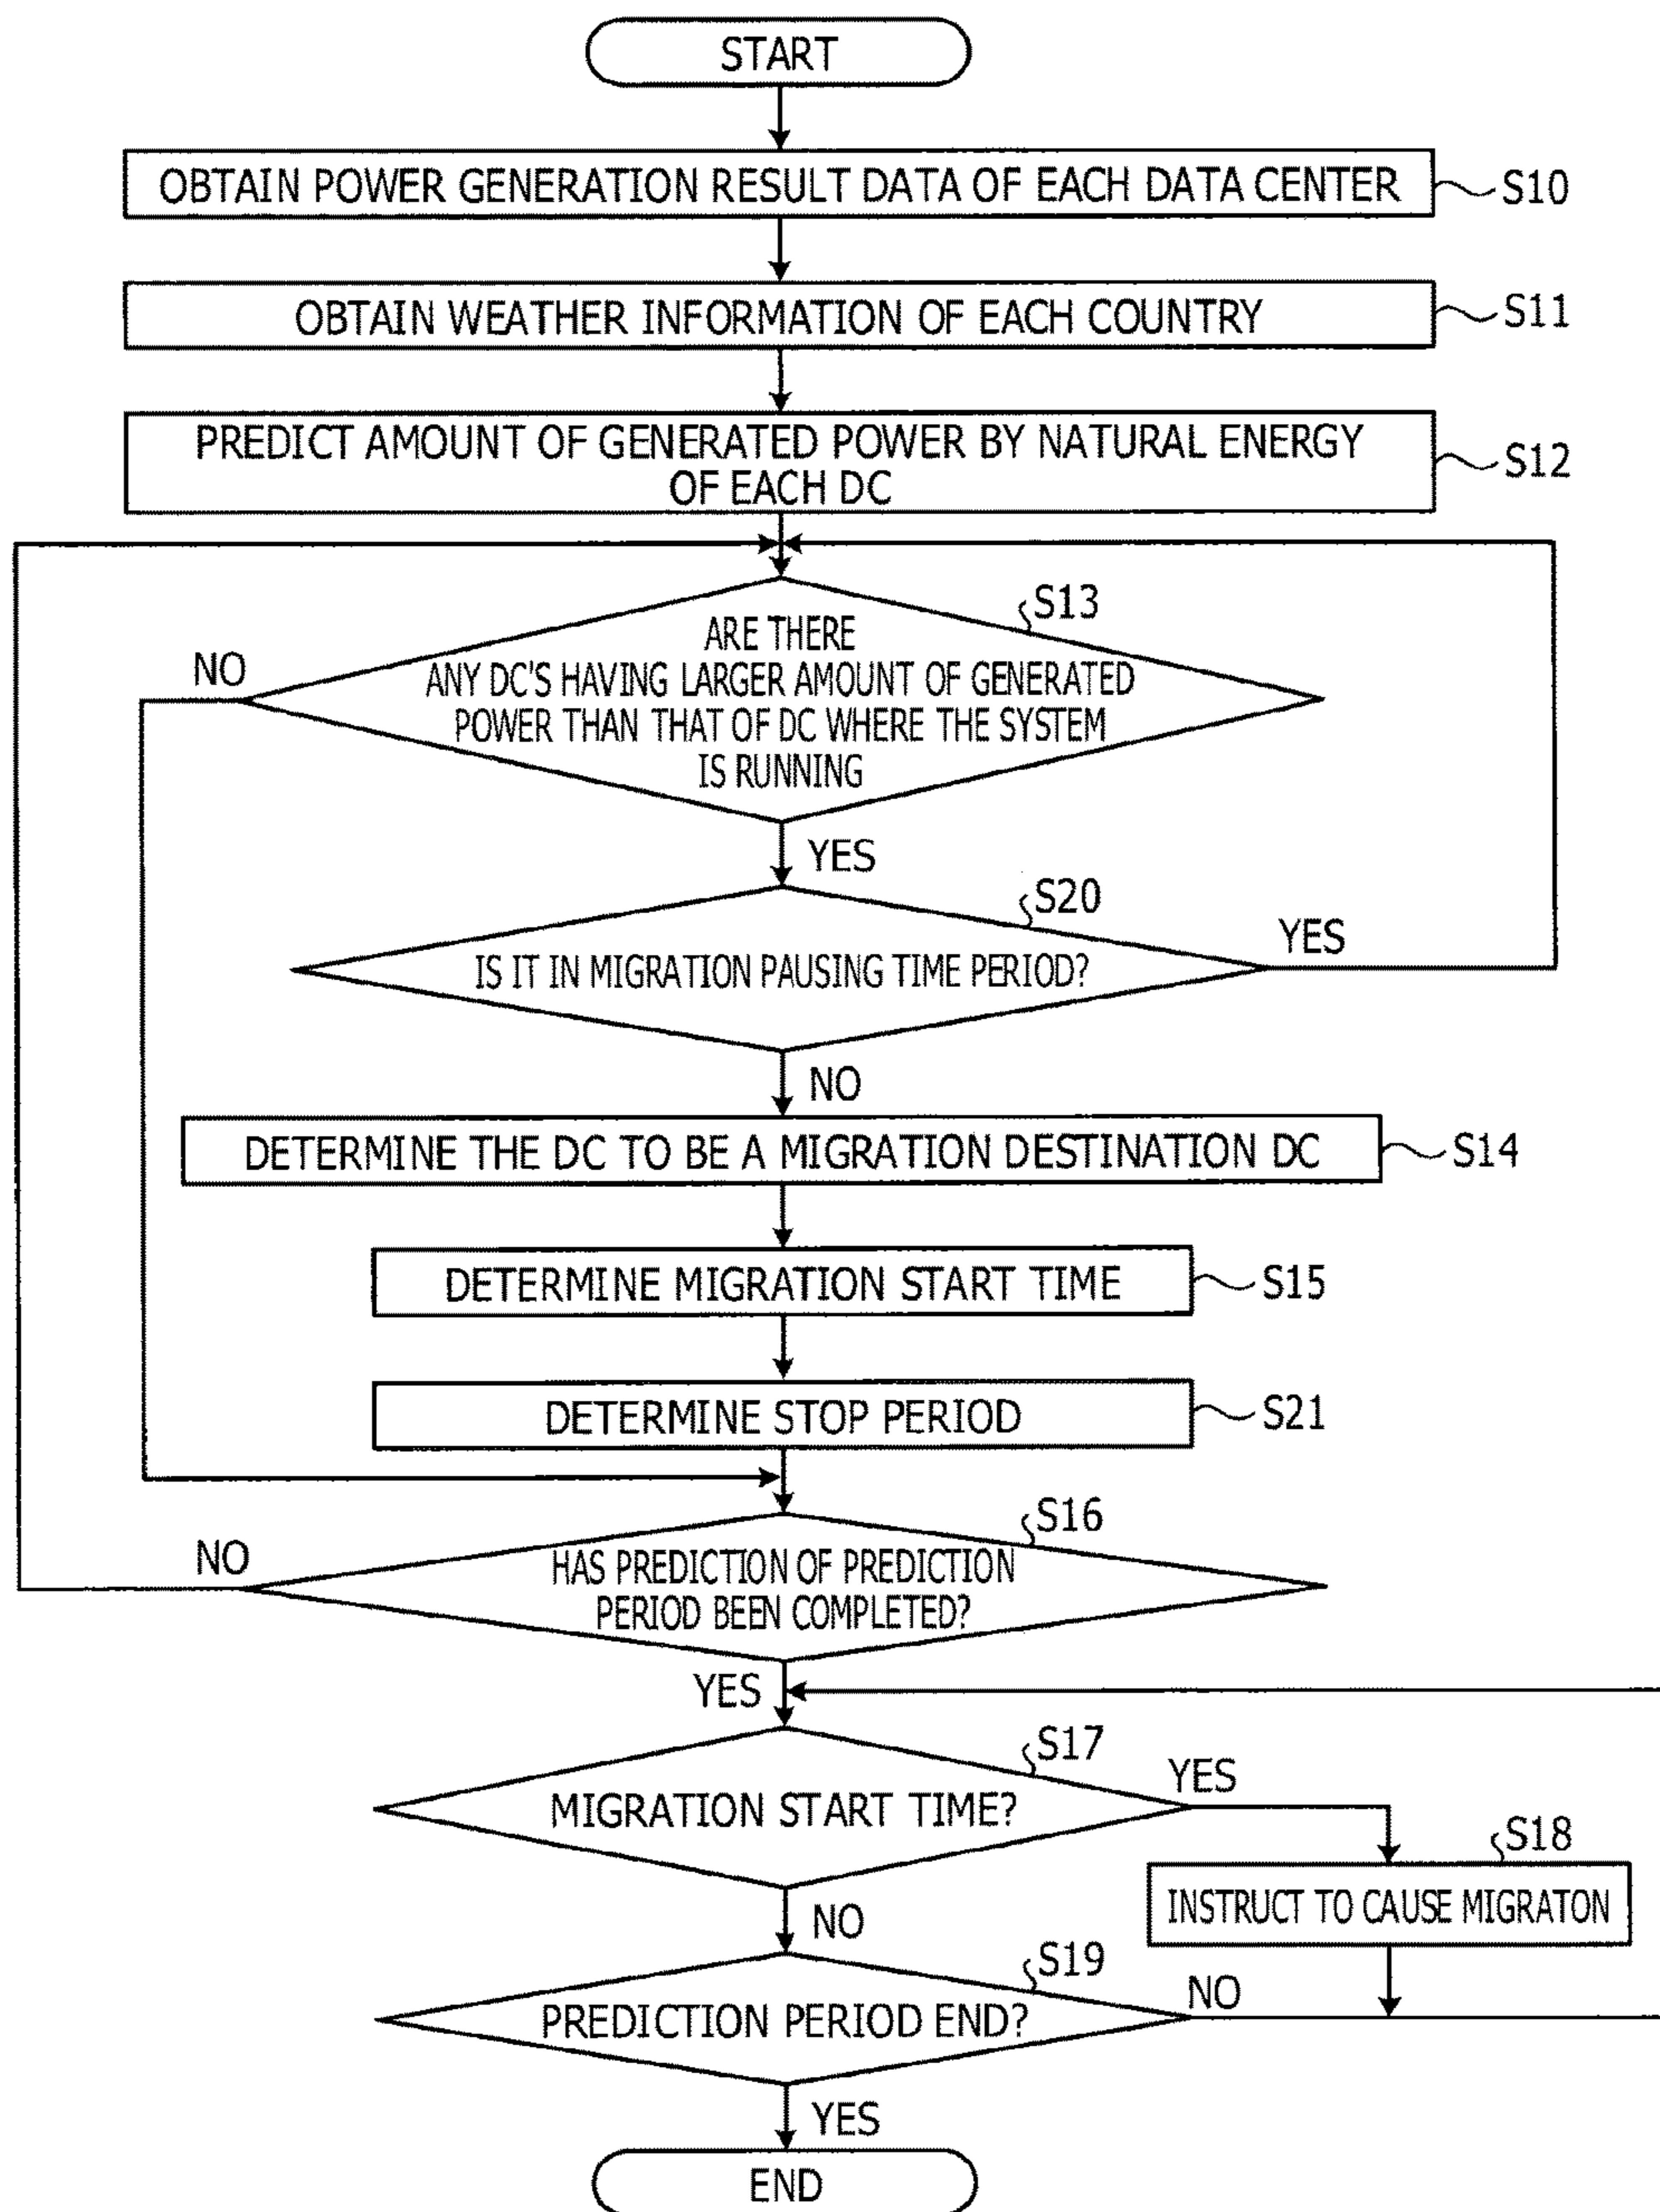 START
OBTAIN POWER GENERATION RESULT DATA OF EACH DATA CENTER
S10
OBTAIN WEATHER INFORMATION OF EACH COUNTRY
S11
PREDICT AMOUNT OF GENERATED POWER BY NATURAL ENERGY
OF EACH DC
S12
S13
ARE THERE
ANY DC'S HAVING LARGER AMOUNT OF GENERATED
POWER THAN THAT OF DC WHERE THE SYSTEM
IS RUNNING
NO
YES
S20
IS IT IN MIGRATION PAUSING TIME PERIOD?
YES
NO
DETERMINE THE DC TO BE A MIGRATION DESTINATION DC
S14
DETERMINE MIGRATION START TIME
S15
DETERMINE STOP PERIOD
S21
S16
HAS PREDICTION OF PREDICTION
PERIOD BEEN COMPLETED?
NO
YES
S17
MIGRATION START TIME?
YES
S18
INSTRUCT TO CAUSE MIGRATON
NO
S19
PREDICTION PERIOD END?
NO
YES
END